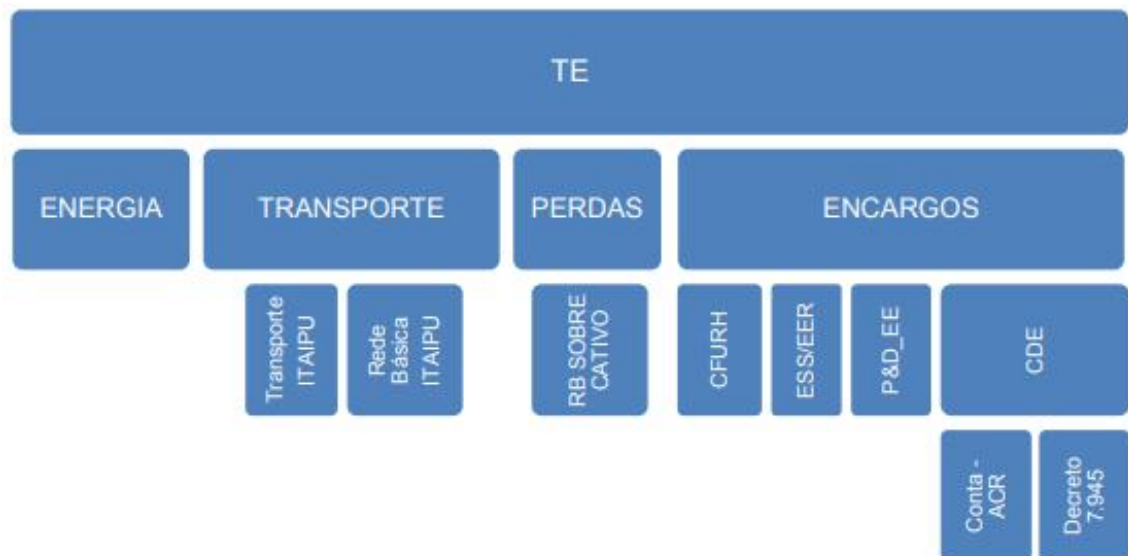 TE
ENERGIA
TRANSPORTE
PERDAS
ENCARGOS
Transporte
ITAIPU
Rede
Básica
ITAIPU
RB SOBRE
CATIVO
CFURH
ESS/EER
P&D_EE
CDE
Conta -
ACR
Decreto
7.945